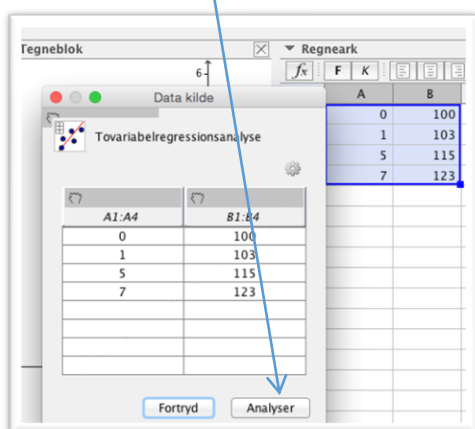 Tegneblok
Regneark
6
fx F K
A B
0 100
1 103
5 115
7 123
Data kilde
Tovariabelregressionsanalyse
A1:A4 B1:B4
0 100
1 103
5 115
7 123
Fortryd Analyser